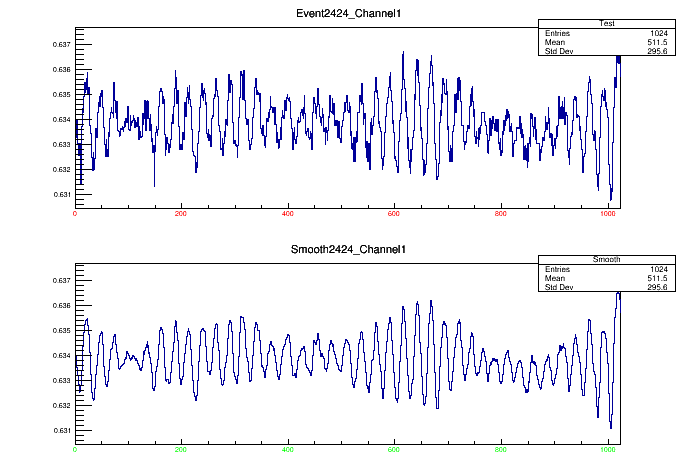 Event2424_Channel1
Test
Entries 1024
Mean 511.5
Std Dev 295.6
0.637
0.636
0.635
0.634
0.633
0.632
0.631
0 200 400 600 800 1000
Smooth2424_Channel1
Smooth
Entries 1024
Mean 511.5
Std Dev 295.6
0.637
0.636
0.635
0.634
0.633
0.632
0.631
0 200 400 600 800 1000